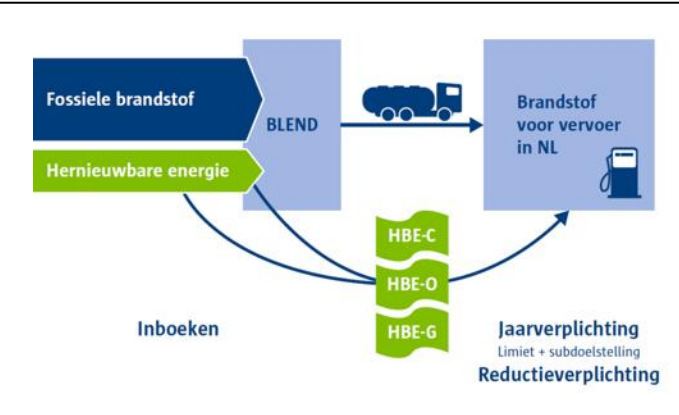 Fossiele brandstof
Hernieuwbare energie
BLEND
Brandstof
voor vervoer
in NL
HBE-C
HBE-O
HBE-G
Inboeken
Jaarverplichting
Limiet + subdoelstelling
Reductieverplichting